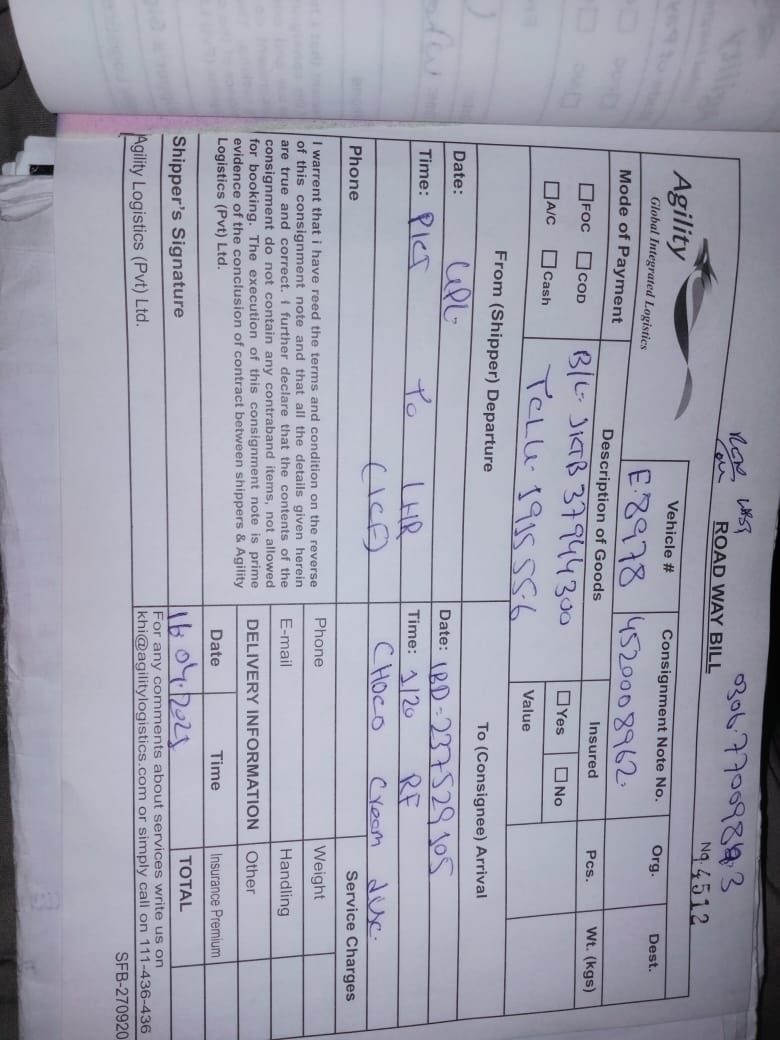 0306-7700984 3
ROAD WAY BILL
No. 4512
Agility
Global Integrated Logistics
Vehicle # Consignment Note No. Org. Dest.
E-8978 4520008962
Mode of Payment Description of Goods Insured Pcs. Wt. (kgs)
FOC COD B/L- JKTB 37944300 Yes No
A/C Cash TCLU- 1915556 Value
From (Shipper) Departure To (Consignee) Arrival
Date: UPL Date: IBD-237529105
Time: PICT To LHR Time: 1/20 RF
(ICF) CHOCO Cream disc.
Phone Service Charges
I warrent that i have reed the terms and condition on the reverse
of this consignment note and that all the details given herein
are true and correct. I further declare that the contents of the
consignment do not contain any contraband items, not allowed
for booking. The execution of this consignment note is prime
evidence of the conclusion of contract between shippers & Agility
Logistics (Pvt) Ltd.
Phone Weight
E-mail Handling
DELIVERY INFORMATION Other
Date Time Insurance Premium
Shipper's Signature 16 04. 2021 TOTAL
Agility Logistics (Pvt) Ltd.
For any comments about services write us on
khi@agilitylogistics.com or simply call on 111-436-436
SFB-270920